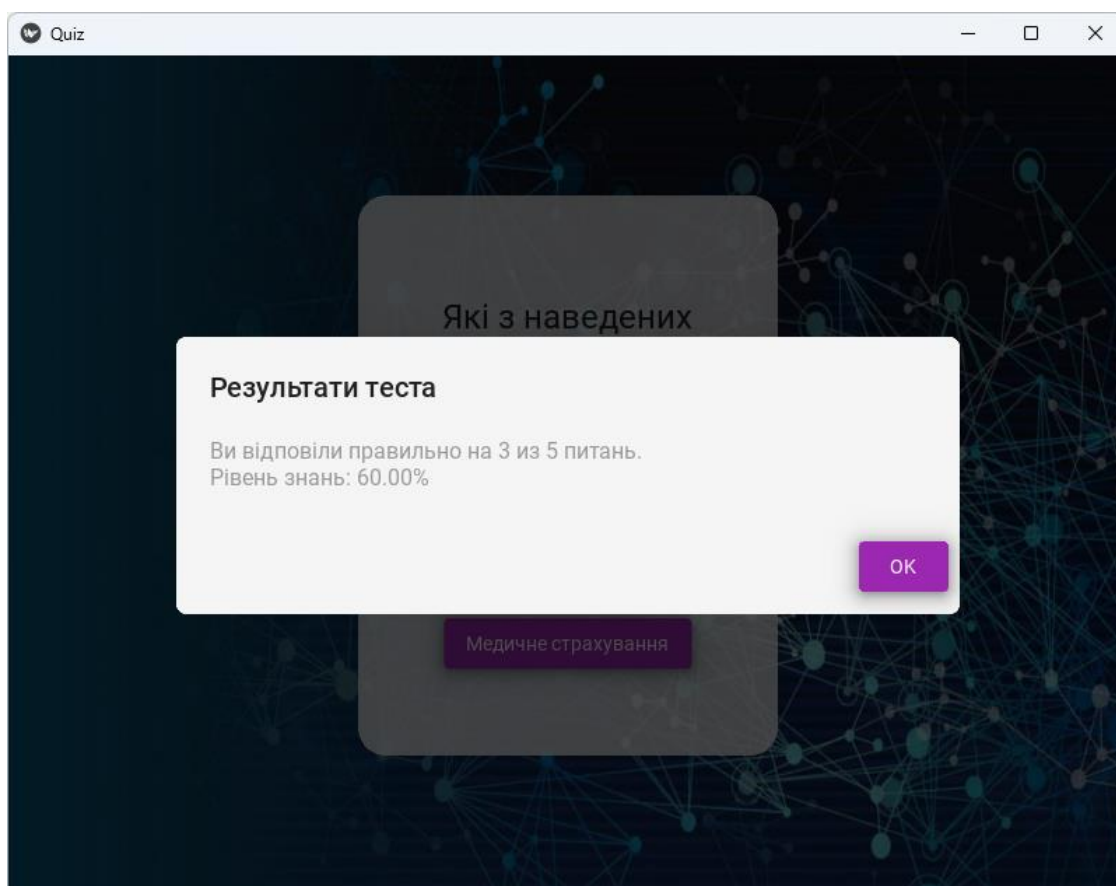 Quiz
Які з наведених
Результати теста
Ви відповіли правильно на 3 из 5 питань.
Рівень знань: 60.00%
ОК
Медичне страхування